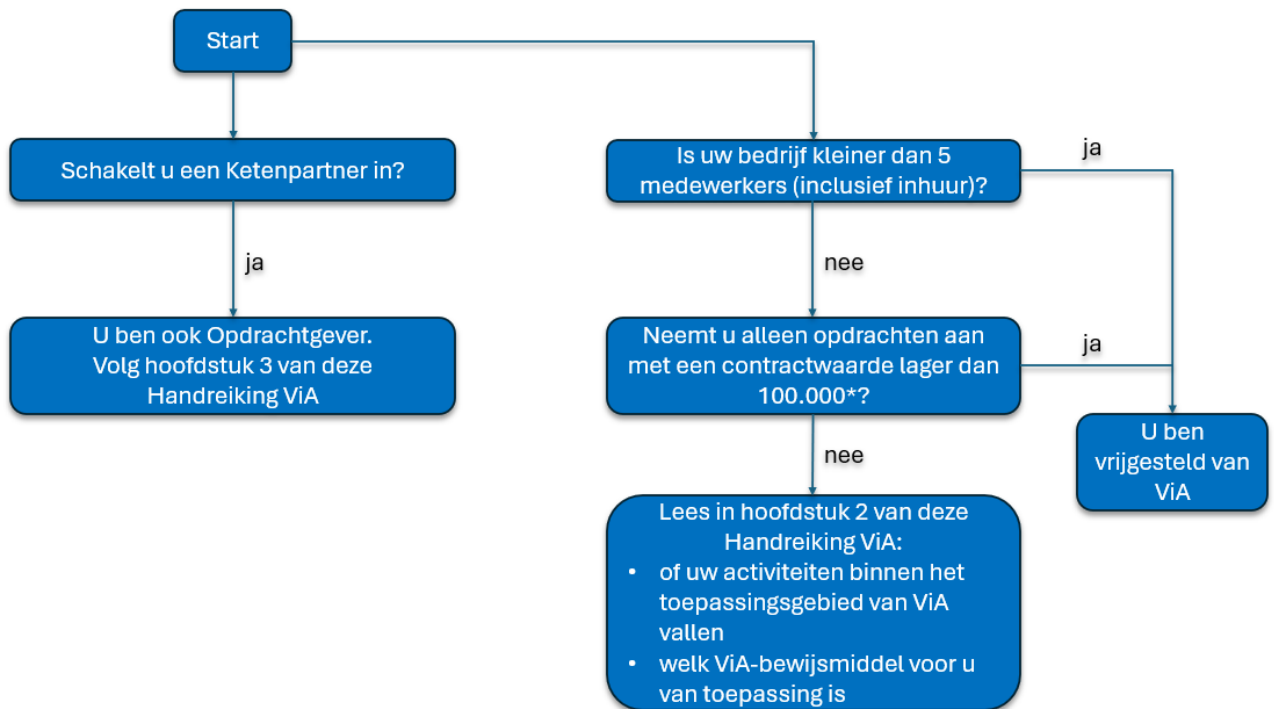 Start
Schakelt u een Ketenpartner in?
ja
U ben ook Opdrachtgever.
Volg hoofdstuk 3 van deze
Handreiking ViA
Is uw bedrijf kleiner dan 5
medewerkers (inclusief inhuur)?
ja
nee
Neemt u alleen opdrachten aan
met een contractwaarde lager dan
100.000*?
ja
nee
U ben
vrijgesteld van
ViA
Lees in hoofdstuk 2 van deze
Handreiking ViA:
• of uw activiteiten binnen het
toepassingsgebied van ViA
vallen
• welk ViA-bewijsmiddel voor u
van toepassing is